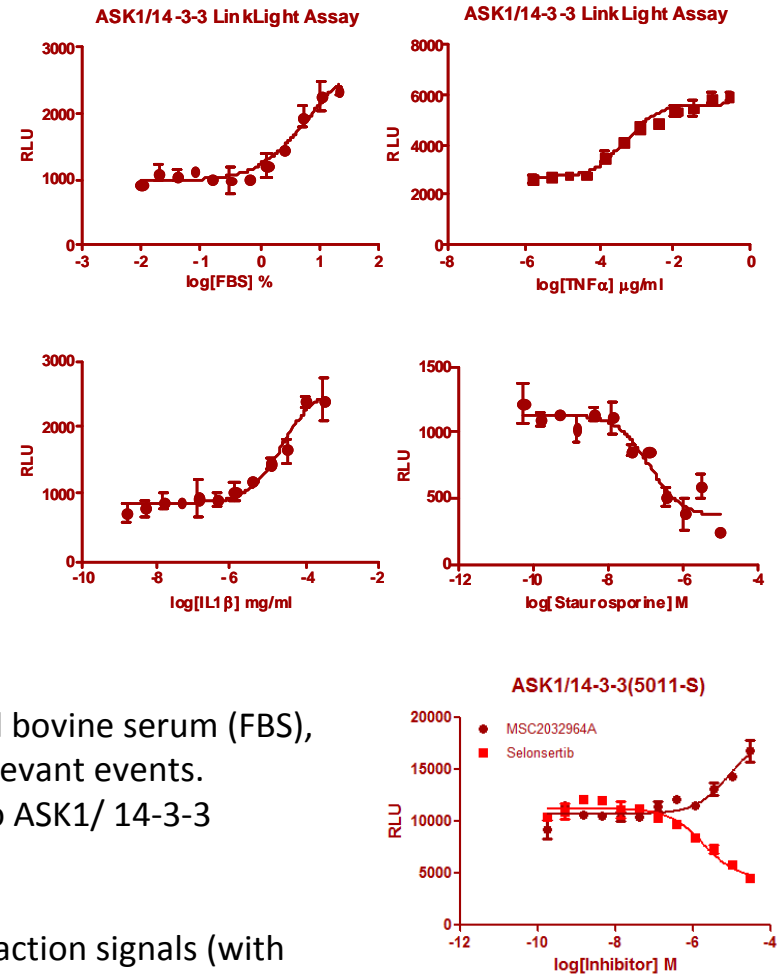 ASK1/14-3-3 LinkLight Assay
3000
2000
1000
0
RLU
-3 -2 -1 0 1 2
log[FBS] %
ASK1/14-3-3 LinkLight Assay
8000
6000
4000
2000
0
RLU
-8 -6 -4 -2 0
log[TNFα] µg/ml
3000
2000
1000
0
RLU
-10 -8 -6 -4 -2
log[IL1β] mg/ml
1500
1000
500
0
RLU
-12 -10 -8 -6 -4
log[Staurosporine] M
bovine serum (FBS),
evant events.
ASK1/ 14-3-3
action signals (with
ASK1/14-3-3(5011-S)
MSC2032964A
Selonsertib
20000
15000
10000
5000
0
RLU
-12 -10 -8 -6 -4
log[Inhibitor] M